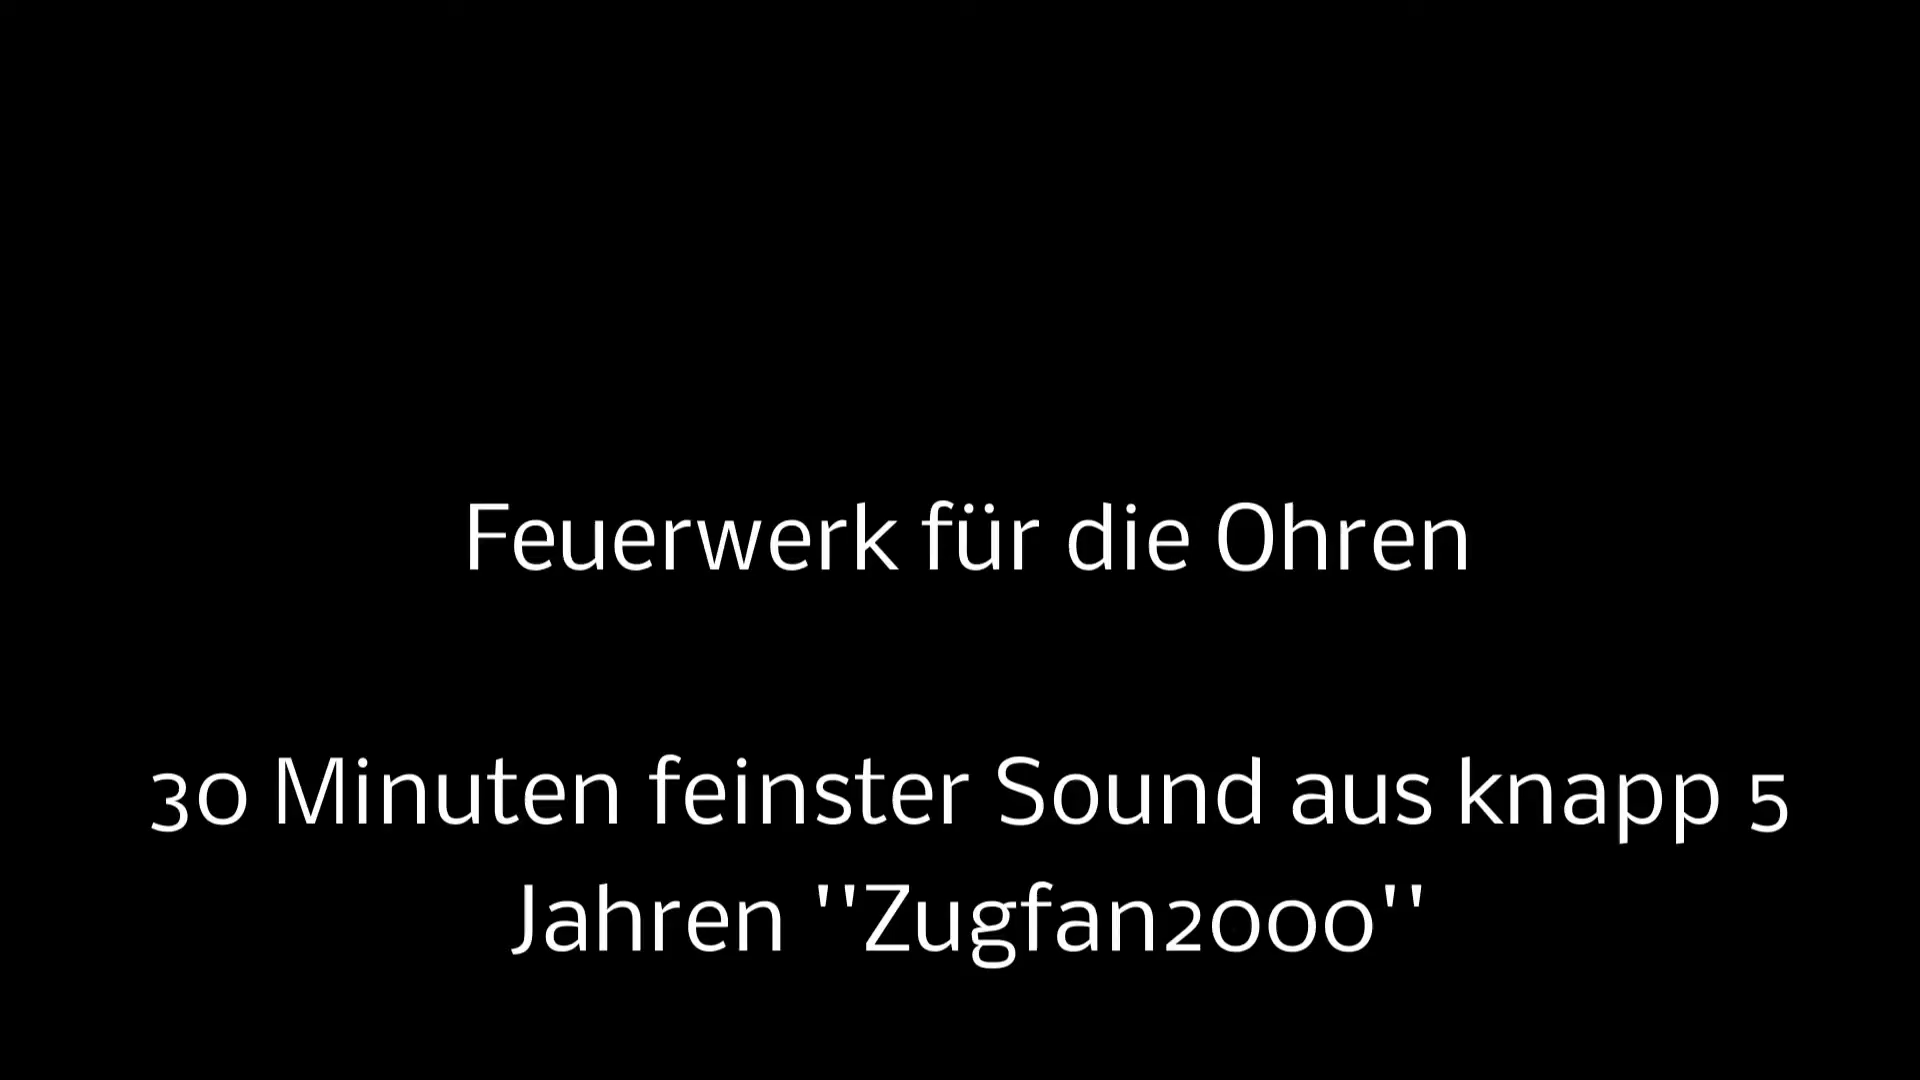 Feuerwerk für die Ohren
30 Minuten feinster Sound aus knapp 5
Jahren ''Zugfan2000''